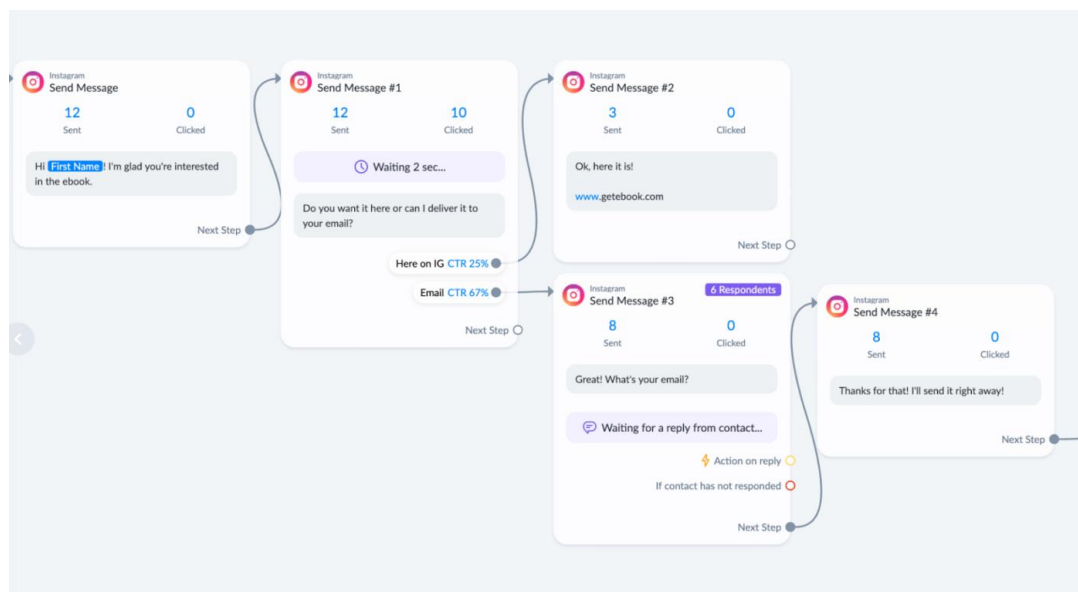 Instagram
Send Message
12
0
Sent
Clicked
Hi First Name ! I'm glad you're interested
in the ebook.
Next Step
Instagram
Send Message #1
12
10
Sent
Clicked
Waiting 2 sec...
Do you want it here or can I deliver it to
your email?
Here on IG CTR 25%
Email CTR 67%
Next Step
Instagram
Send Message #2
3
0
Sent
Clicked
Ok, here it is!
www.getebook.com
Next Step
Instagram
6 Respondents
Send Message #3
8
0
Sent
Clicked
Great! What's your email?
Waiting for a reply from contact...
Action on reply
If contact has not responded
Next Step
Instagram
Send Message #4
8
0
Sent
Clicked
Thanks for that! I'll send it right away!
Next Step